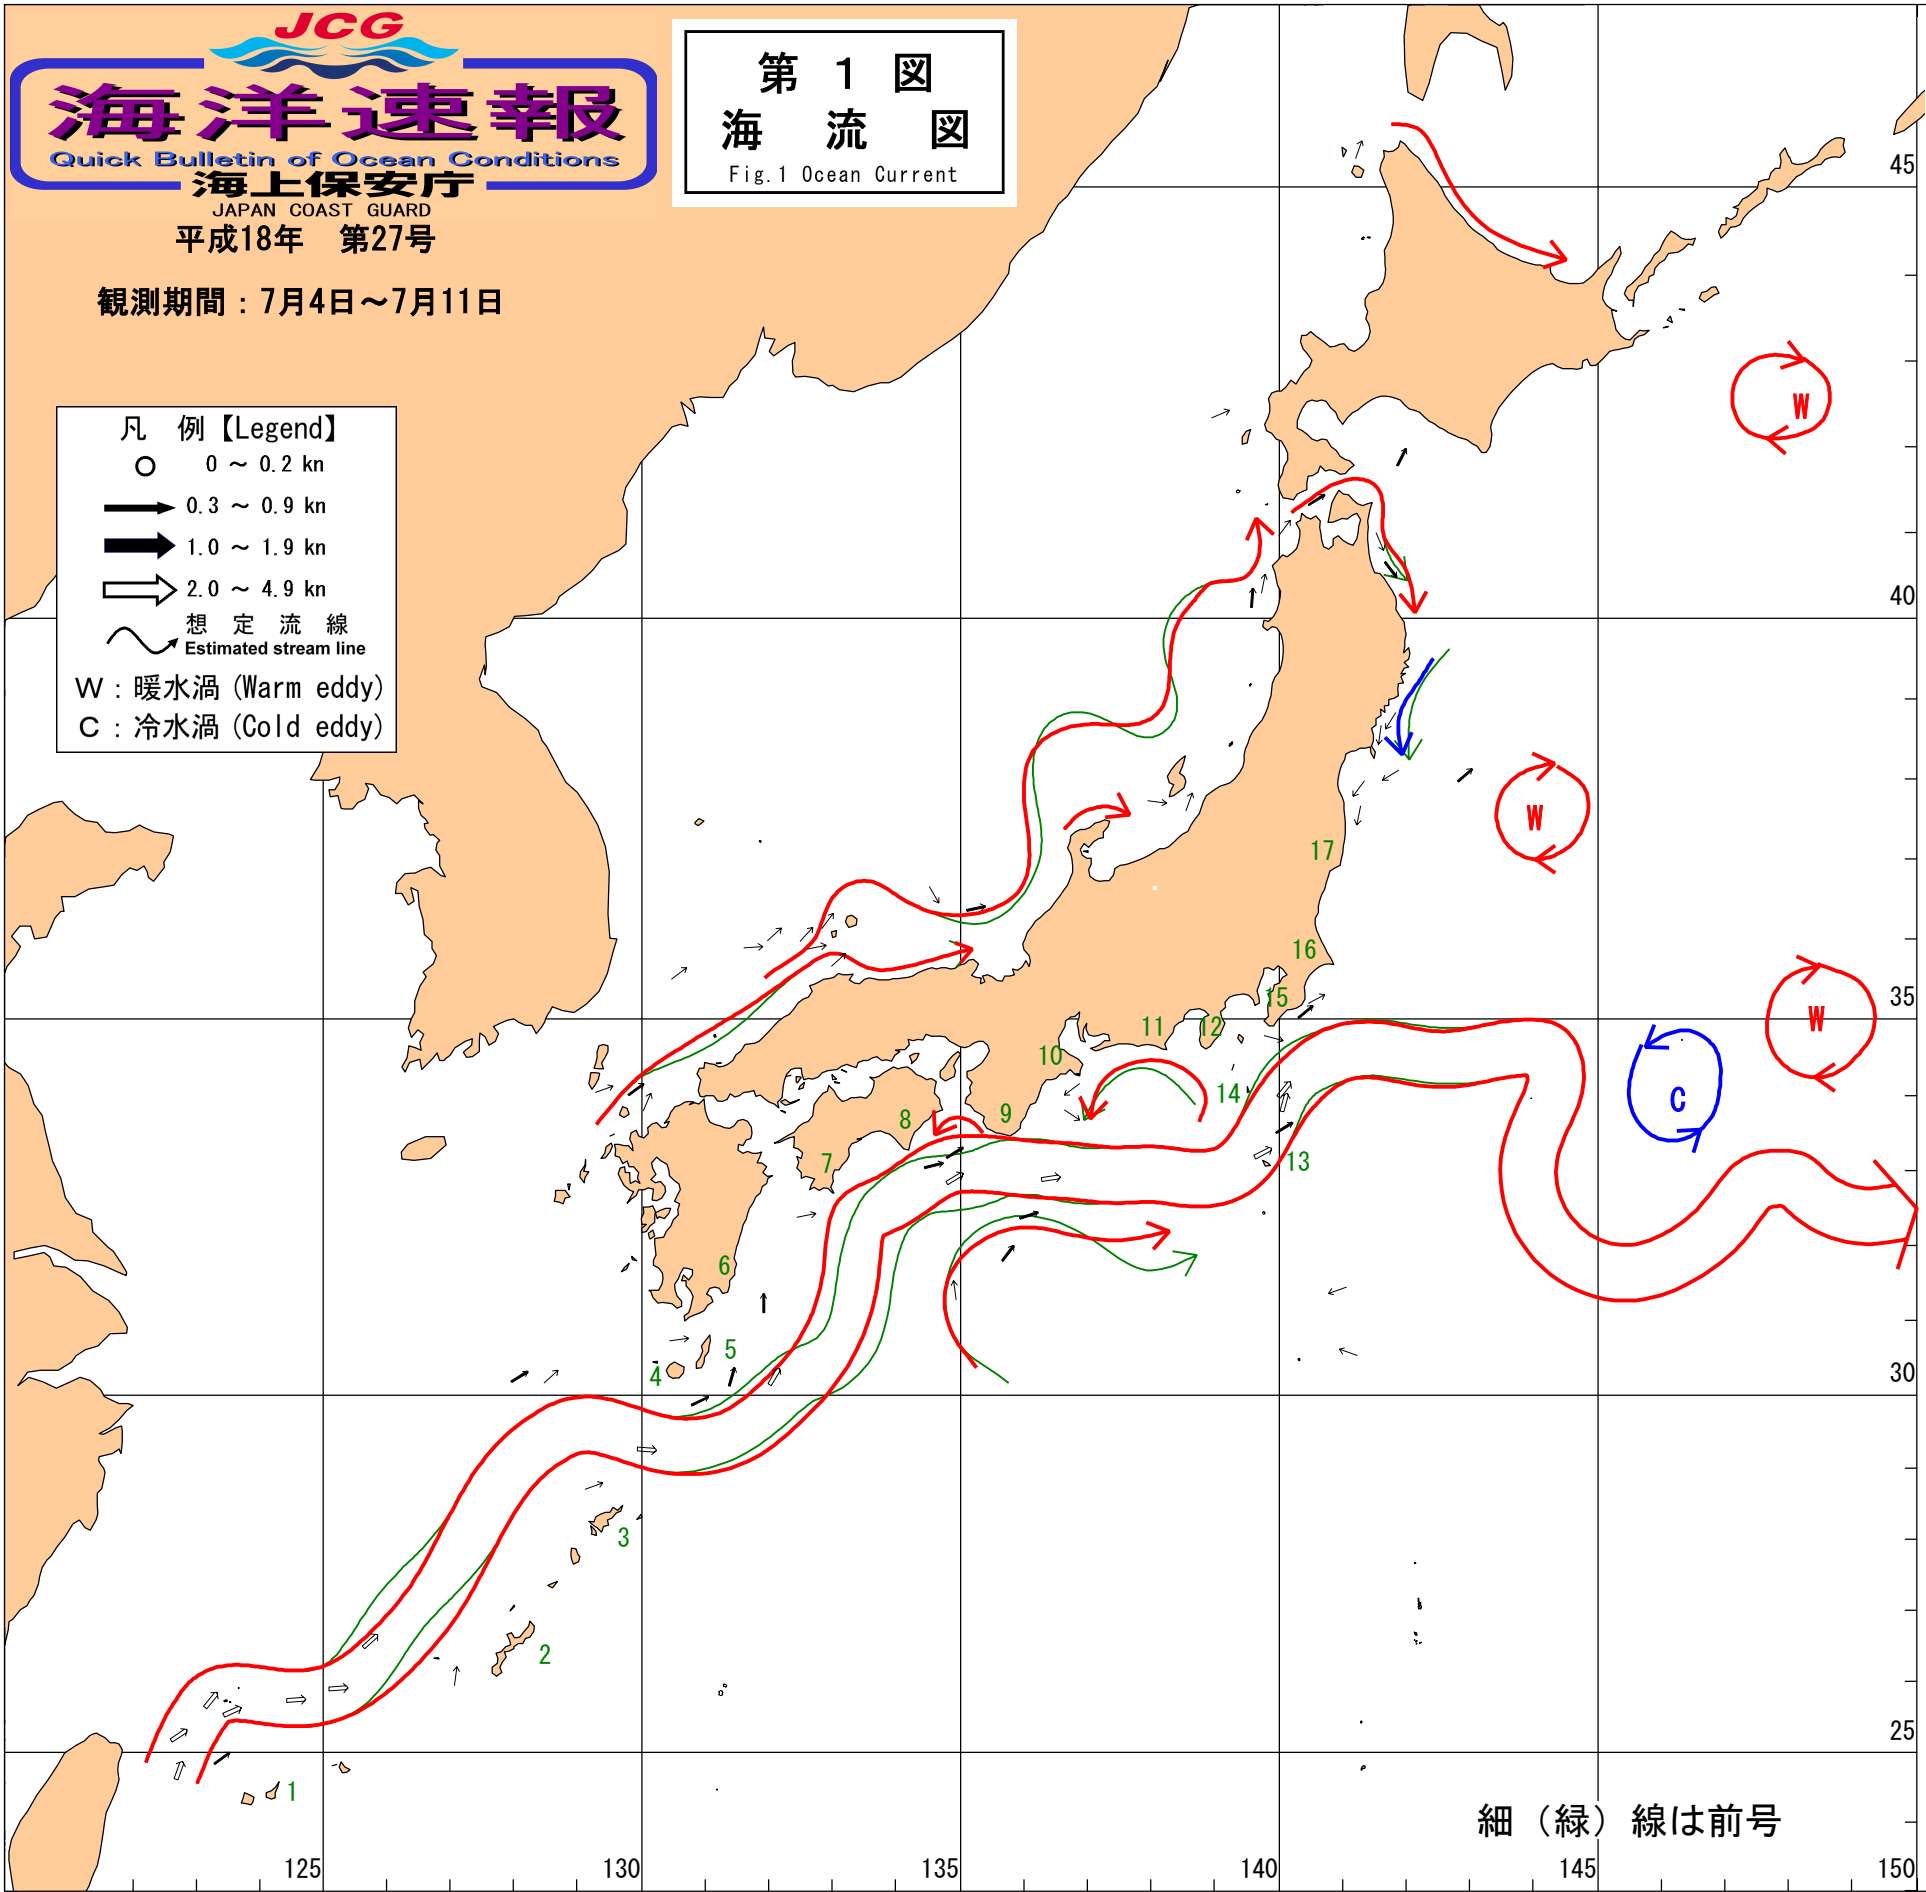 JCG
海洋速報
Quick Bulletin of Ocean Conditions
海上保安庁
JAPAN COAST GUARD
平成18年 第27号
観測期間：7月4日～7月11日
第 1 図
海 流 図
Fig.1 Ocean Current
凡 例【Legend】
0 ～ 0.2 kn
0.3 ～ 0.9 kn
1.0 ～ 1.9 kn
2.0 ～ 4.9 kn
想 定 流 線
Estimated stream line
W：暖水渦(Warm eddy)
C：冷水渦(Cold eddy)
45
W
40
W
17
16
35
15
W
12
11
10
C
14
9
8
13
7
6
5
4
30
3
2
25
1
細（緑）線は前号
125
130
135
140
145
150